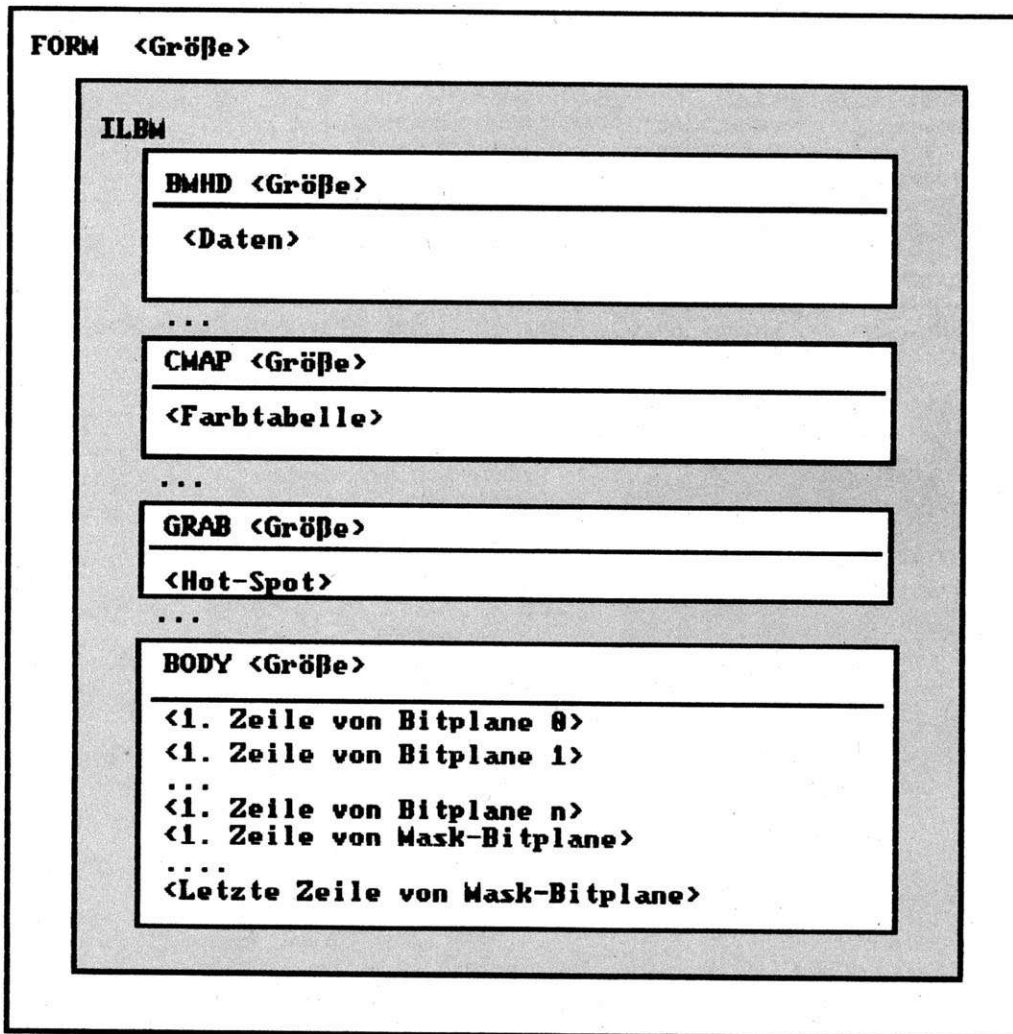 FORM <Größe>
ILBM
BMHD <Größe>
<Daten>
...
CMAP <Größe>
<Farbtabelle>
...
GRAB <Größe>
<Hot-Spot>
...
BODY <Größe>
<1. Zeile von Bitplane 0>
<1. Zeile von Bitplane 1>
...
<1. Zeile von Bitplane n>
<1. Zeile von Mask-Bitplane>
....
<Letzte Zeile von Mask-Bitplane>